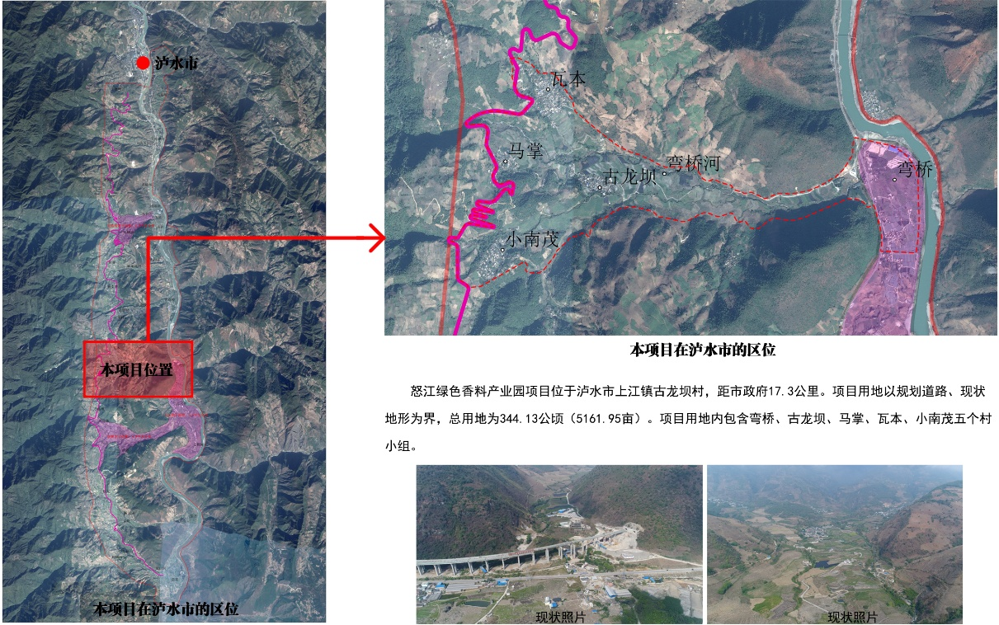 泸水市
本项目位置
本项目在泸水市的区位
瓦本
马掌
弯桥河
古龙坝
弯桥
小南茂
本项目在泸水市的区位
怒江绿色香料产业园项目位于泸水市上江镇古龙坝村，距市政府17.3公里。项目用地以规划道路、现状
地形为界，总用地为344.13公顷（5161.95亩）。项目用地内包含弯桥、古龙坝、马掌、瓦本、小南茂五个村
小组。
现状照片
现状照片